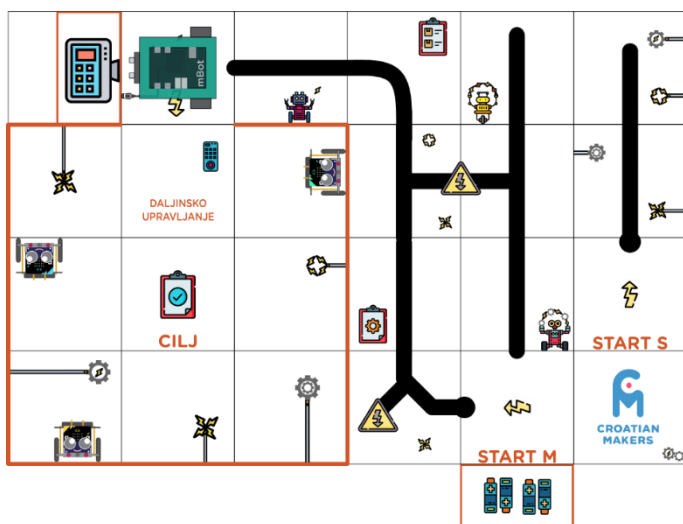 mBot
DALJINSKO
UPRAVLJANJE
CILJ
START S
CROATIAN
MAKERS
START M